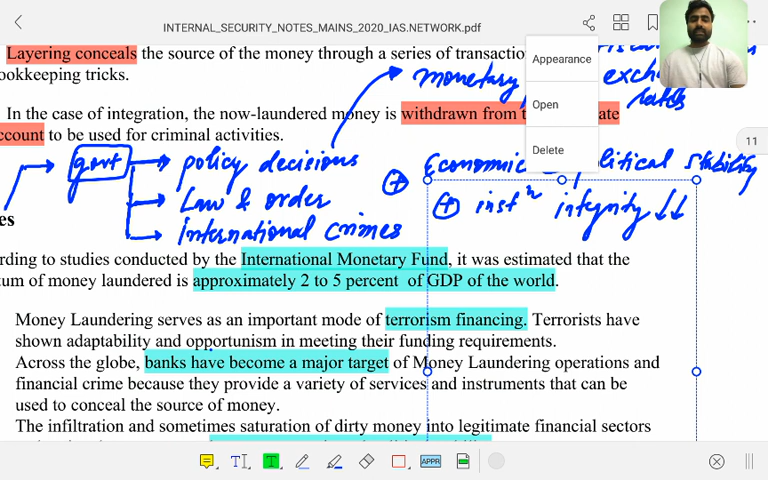 INTERNAL_SECURITY_NOTES_MAINS_2020_IAS.NETWORK.pdf
Layering conceals the source of the money through a series of transactio
ookkeeping tricks.
monetary exch
Appearance
Open
Delete
In the case of integration, the now-laundered money is withdrawn from t ate
ccount to be used for criminal activities.
11
govt → policy decisions
Law & order
International crimes
+ Economic political stability
+ instn integrity ↓↓
es
rding to studies conducted by the International Monetary Fund, it was estimated that the
tum of money laundered is approximately 2 to 5 percent of GDP of the world.
Money Laundering serves as an important mode of terrorism financing. Terrorists have
shown adaptability and opportunism in meeting their funding requirements.
Across the globe, banks have become a major target of Money Laundering operations and
financial crime because they provide a variety of services and instruments that can be
used to conceal the source of money.
The infiltration and sometimes saturation of dirty money into legitimate financial sectors
APPR